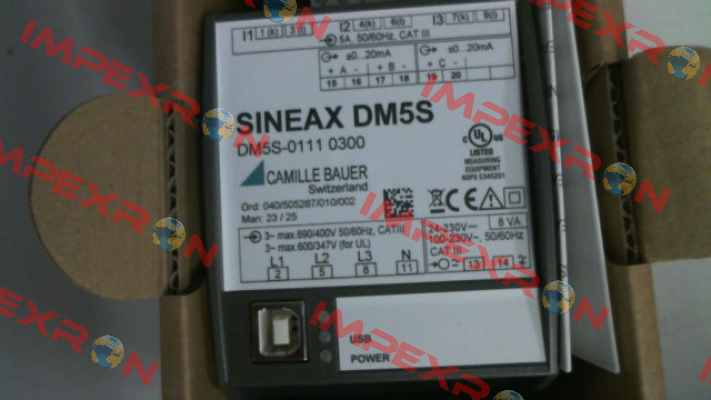 I1 1(k) 3(i) I2 4(k) 6(i) I3 7(k) 9(i)
5A, 50/60Hz, CAT III
±0...20mA ±0...20mA
+ A - + B - + C -
15 16 17 18 19 20
SINEAX DM5S
DM5S-0111 0300
CAMILLE BAUER
Switzerland
Ord: 040/505287/010/002
Man: 23 / 25
C UL US
LISTED
MEASURING
EQUIPMENT
CE
3~ max 690/400V 50/60Hz, CATIII
3~ max 600/347V (for UL)
L1 L2 L3 N
2 5 8 11
24-230V 8 VA
100-230V~, 50/60Hz
CAT III
13 14
USB
POWER
IMPEXRON